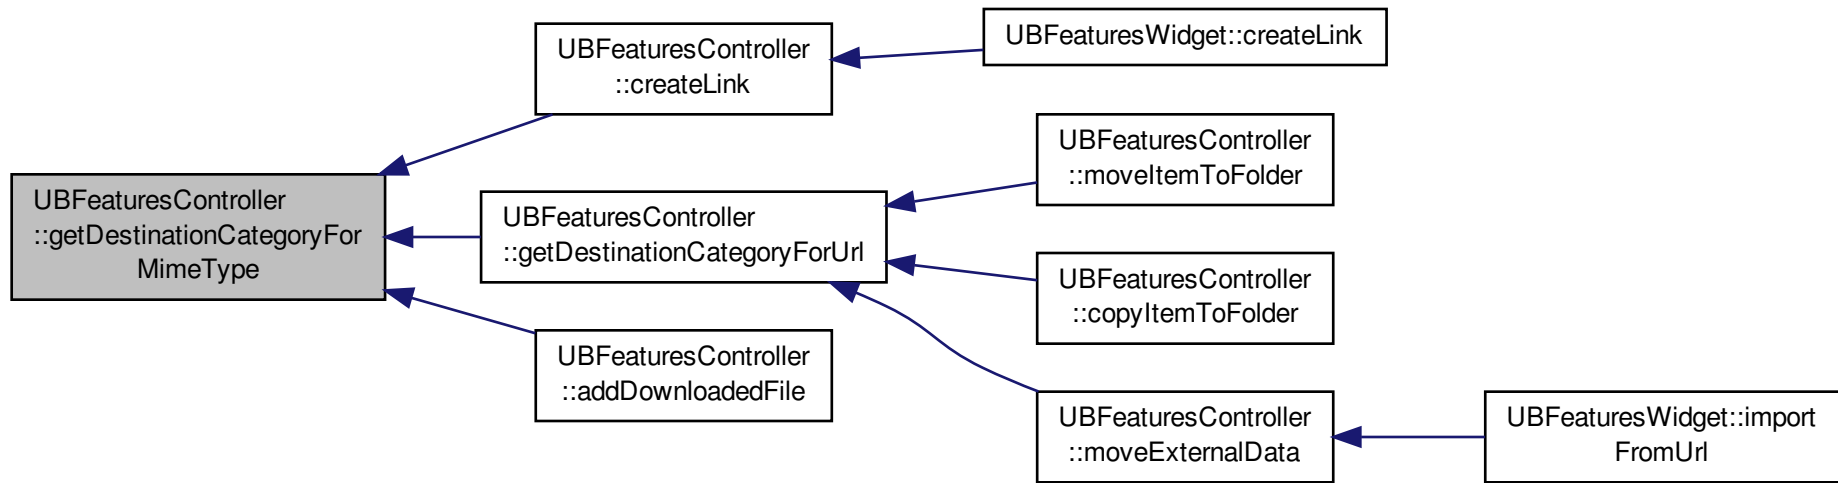 UBFeaturesController
::getDestinationCategoryFor
MimeType
UBFeaturesController
::createLink
UBFeaturesWidget::createLink
UBFeaturesController
::getDestinationCategoryForUrl
UBFeaturesController
::moveItemToFolder
UBFeaturesController
::copyItemToFolder
UBFeaturesController
::moveExternalData
UBFeaturesWidget::import
FromUrl
UBFeaturesController
::addDownloadedFile